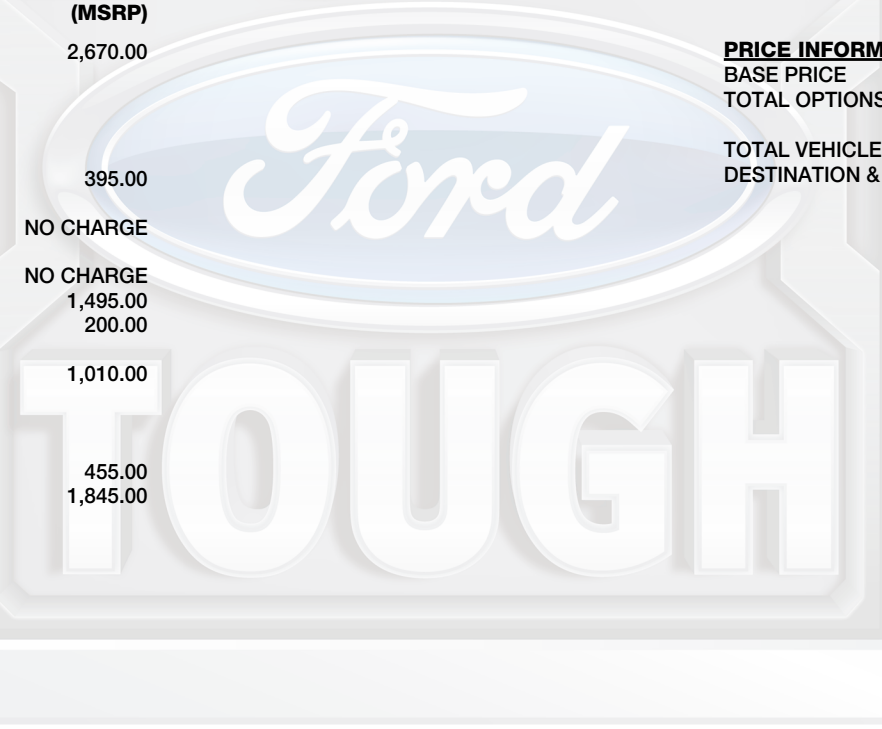 (MSRP)
2,670.00
395.00
NO CHARGE
NO CHARGE
1,495.00
200.00
1,010.00
455.00
1,845.00
PRICE INFORM
BASE PRICE
TOTAL OPTIONS
TOTAL VEHICLE
DESTINATION &
Ford
TOUGH